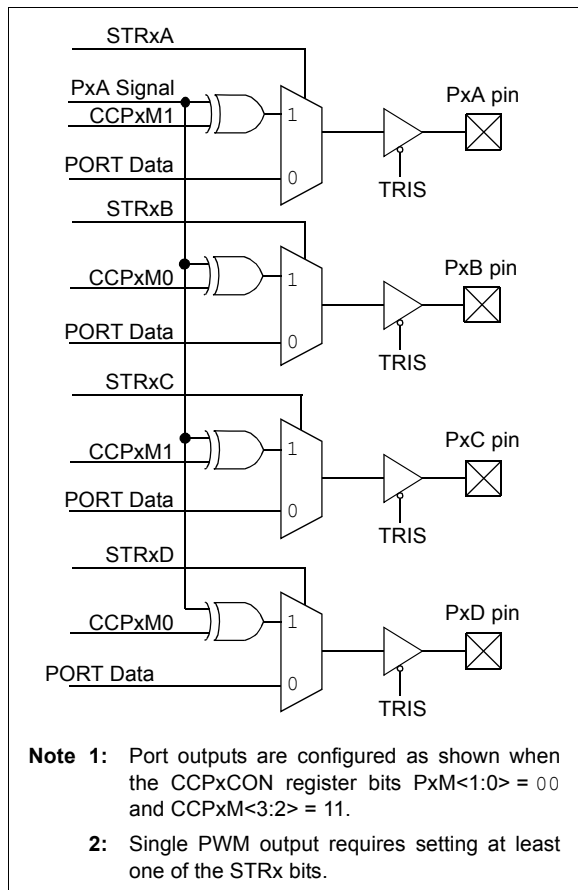 STRxA
PxA Signal
CCPxM1
1
PORT Data
0
PxA pin
TRIS
STRxB
CCPxM0
1
PORT Data
0
PxB pin
TRIS
STRxC
CCPxM1
1
PORT Data
0
PxC pin
TRIS
STRxD
CCPxM0
1
PORT Data
0
PxD pin
TRIS
Note 1: Port outputs are configured as shown when
the CCPxCON register bits PxM<1:0> = 00
and CCPxM<3:2> = 11.
2: Single PWM output requires setting at least
one of the STRx bits.